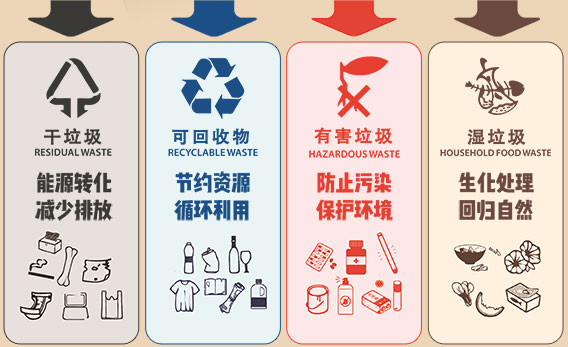 干垃圾
RESIDUAL WASTE
能源转化
减少排放
可回收物
RECYCLABLE WASTE
节约资源
循环利用
有害垃圾
HAZARDOUS WASTE
防止污染
保护环境
湿垃圾
HOUSEHOLD FOOD WASTE
生化处理
回归自然